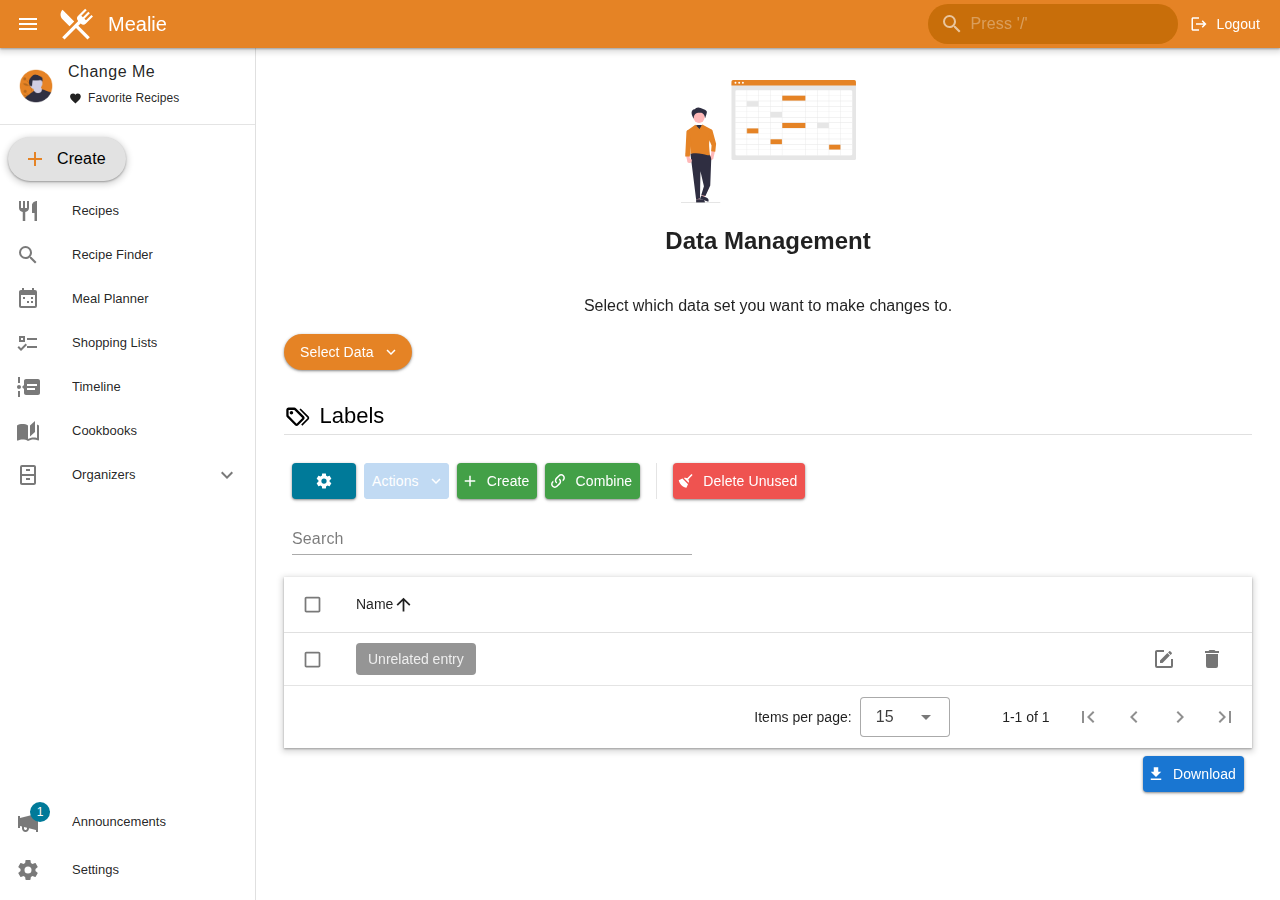 Mealie
Press '/'
Logout
Change Me
Favorite Recipes
Create
Recipes
Recipe Finder
Meal Planner
Shopping Lists
Timeline
Cookbooks
Organizers
1
Announcements
Settings
Data Management
Select which data set you want to make changes to.
Select Data
Labels
Actions
Create
Combine
Delete Unused
Search
Name
Unrelated entry
Items per page:
15
1-1 of 1
Download